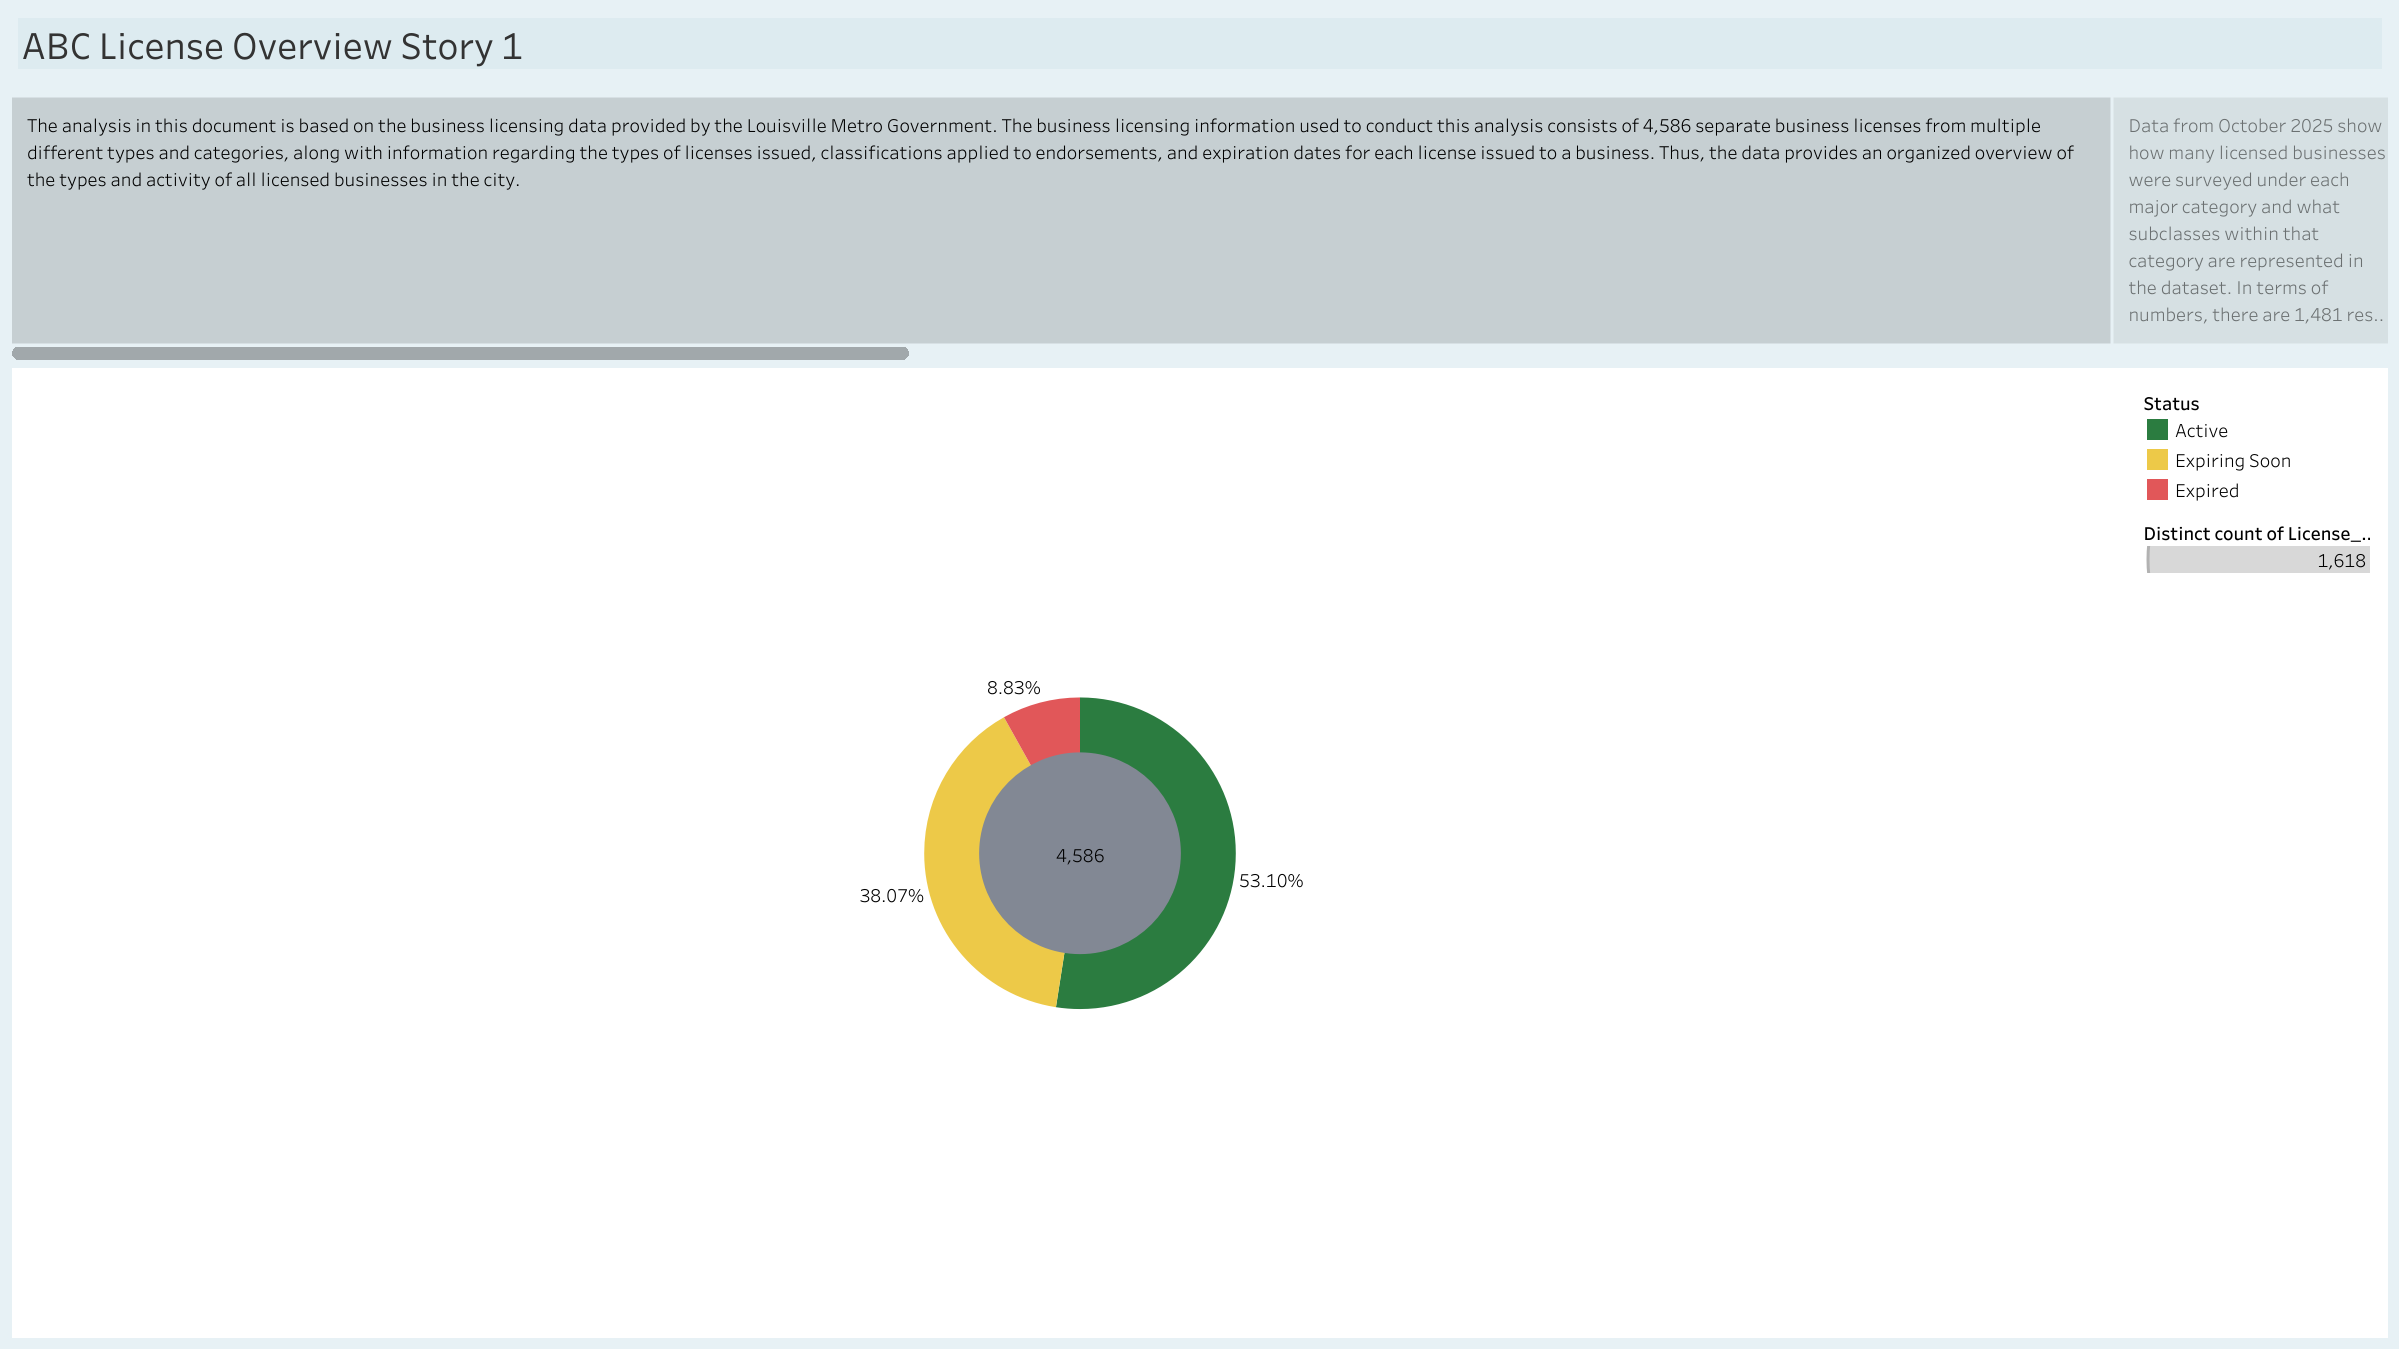 ABC License Overview Story 1
The analysis in this document is based on the business licensing data provided by the Louisville Metro Government. The business licensing information used to conduct this analysis consists of 4,586 separate business licenses from multiple
different types and categories, along with information regarding the types of licenses issued, classifications applied to endorsements, and expiration dates for each license issued to a business. Thus, the data provides an organized overview of
the types and activity of all licensed businesses in the city.
Data from October 2025 show
how many licensed businesses
were surveyed under each
major category and what
subclasses within that
category are represented in
the dataset. In terms of
numbers, there are 1,481 res..
Status
Active
Expiring Soon
Expired
Distinct count of License_..
1,618
8.83%
4,586
53.10%
38.07%